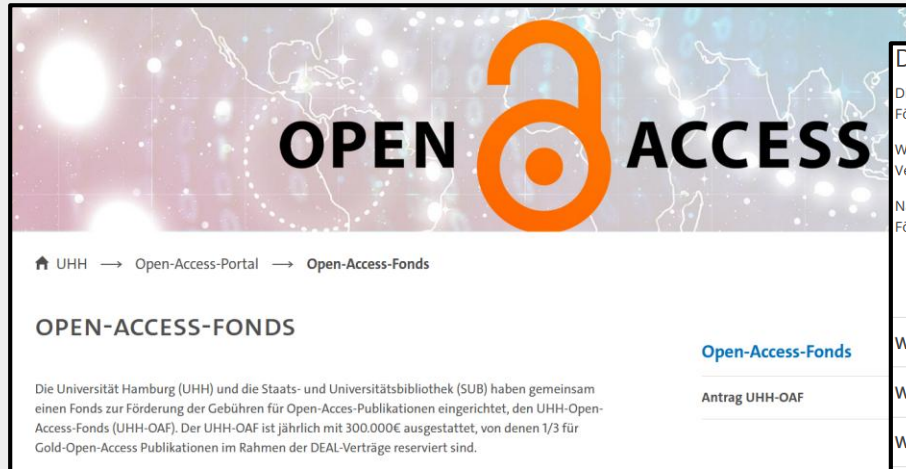 OPEN ACCESS
UHH → Open-Access-Portal → Open-Access-Fonds
OPEN-ACCESS-FONDS
Die Universität Hamburg (UHH) und die Staats- und Universitätsbibliothek (SUB) haben gemeinsam
einen Fonds zur Förderung der Gebühren für Open-Acces-Publikationen eingerichtet, den UHH-Open-
Access-Fonds (UHH-OAF). Der UHH-OAF ist jährlich mit 300.000€ ausgestattet, von denen 1/3 für
Gold-Open-Access Publikationen im Rahmen der DEAL-Verträge reserviert sind.
Open-Access-Fonds
Antrag UHH-OAF